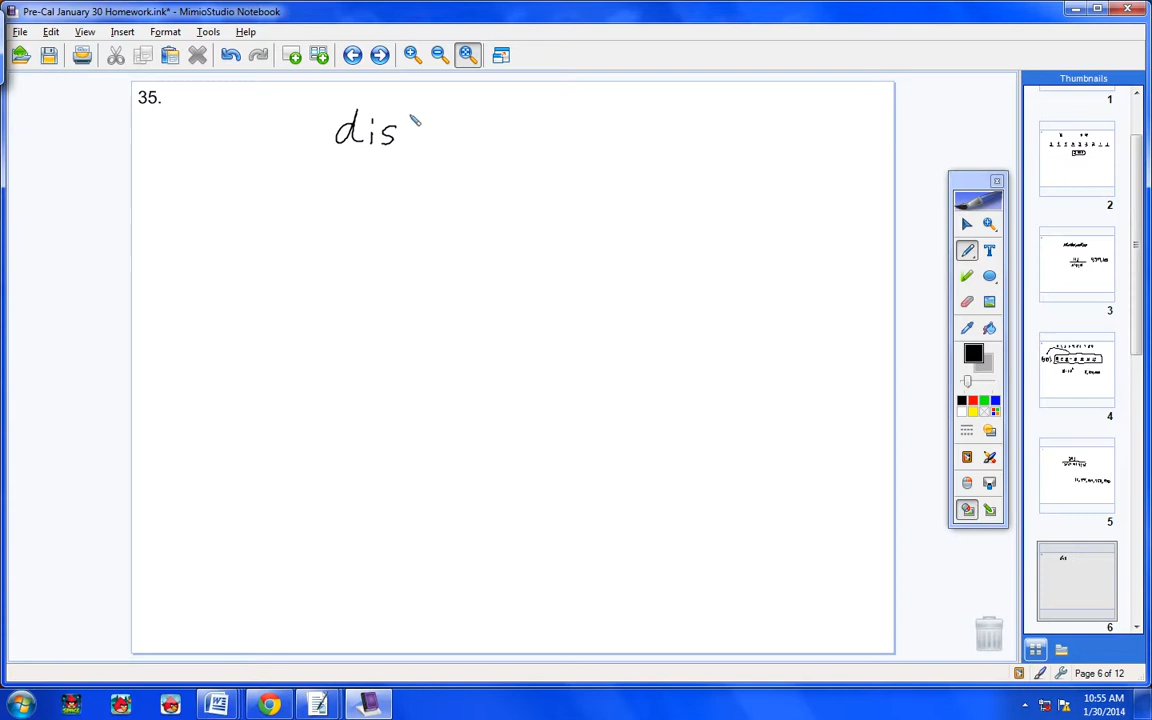 Pre-Cal January 30 Homework.ink* - MimioStudio Notebook
File Edit View Insert Format Tools Help
35.
dis
Thumbnails
1
2
3
4
5
6
Page 6 of 12
10:55 AM
1/30/2014